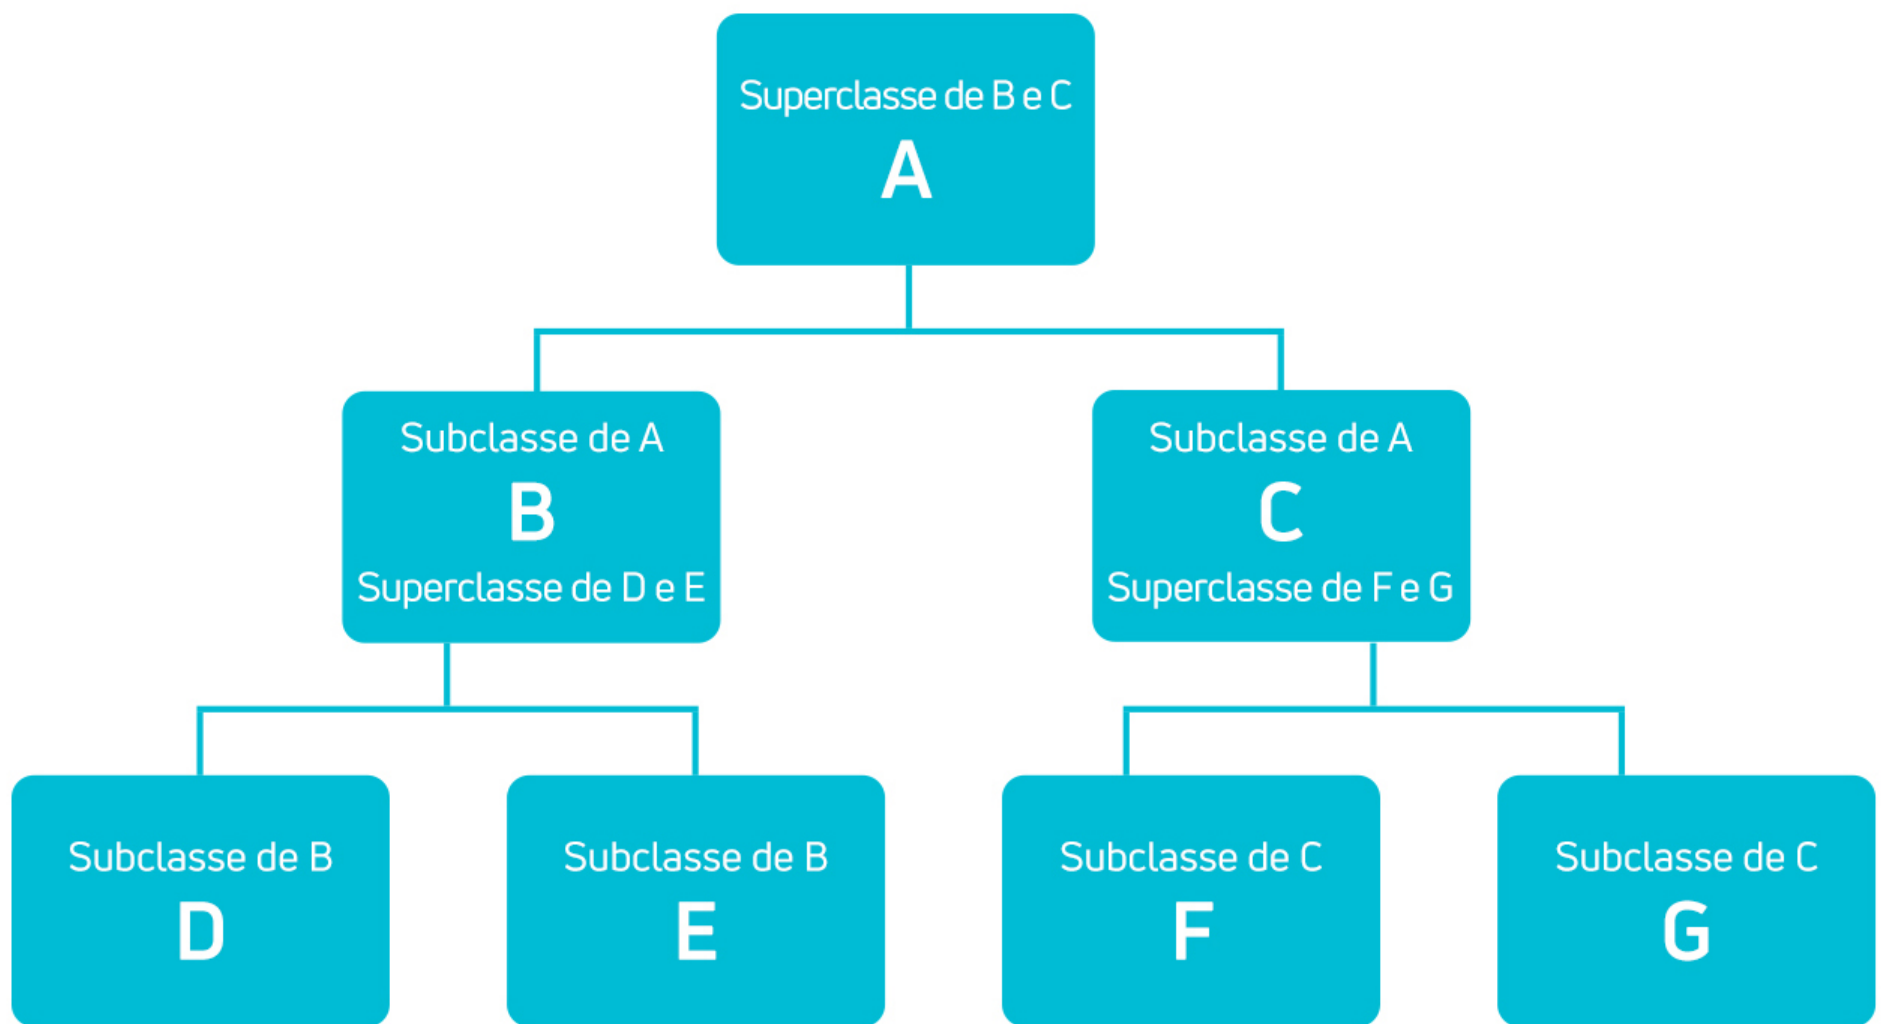 Superclasse de B e C
A
Subclasse de A
B
Superclasse de D e E
Subclasse de A
C
Superclasse de F e G
Subclasse de B
D
Subclasse de B
E
Subclasse de C
F
Subclasse de C
G